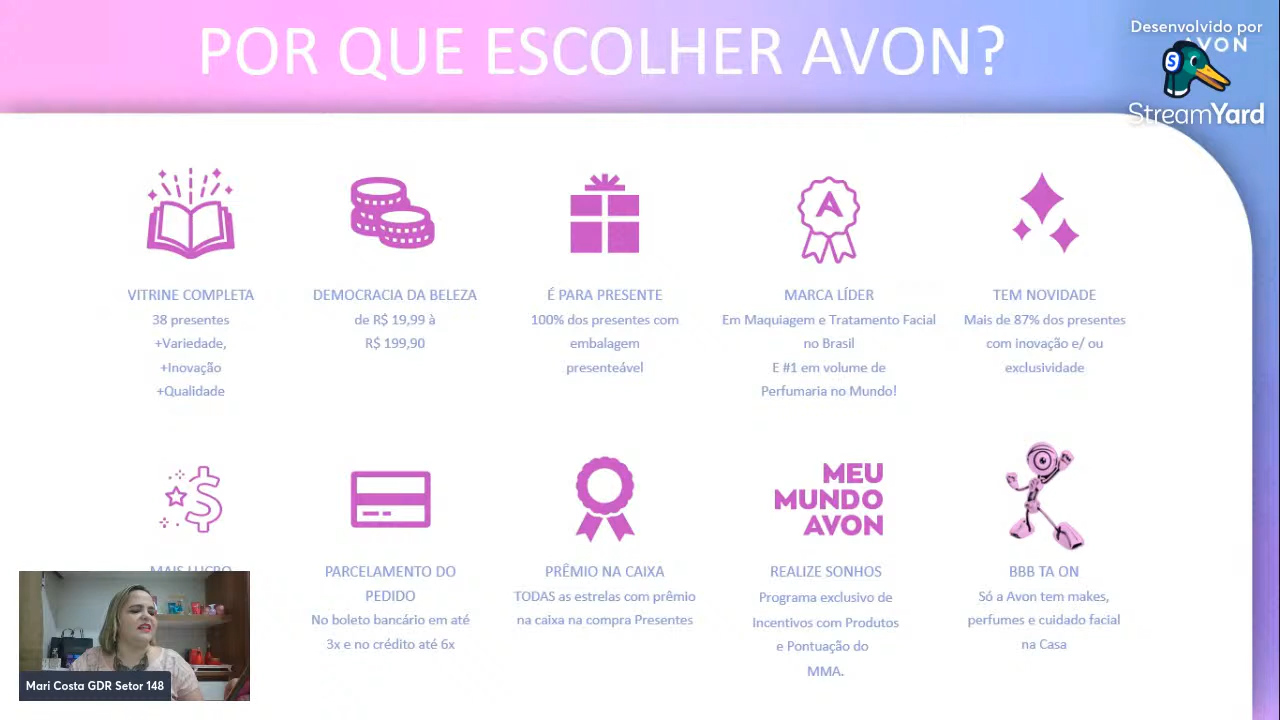 POR QUE ESCOLHER AVON?
Desenvolvido por
AVON
StreamYard
VITRINE COMPLETA
38 presentes
+Variedade,
+Inovação
+Qualidade
DEMOCRACIA DA BELEZA
de R$ 19,99 à
R$ 199,90
É PARA PRESENTE
100% dos presentes com
embalagem
presenteável
MARCA LÍDER
Em Maquiagem e Tratamento Facial
no Brasil
E #1 em volume de
Perfumaria no Mundo!
TEM NOVIDADE
Mais de 87% dos presentes
com inovação e/ ou
exclusividade
MAIS LUCRO
PARCELAMENTO DO
PEDIDO
No boleto bancário em até
3x e no crédito até 6x
PRÊMIO NA CAIXA
TODAS as estrelas com prêmio
na caixa na compra Presentes
MEU
MUNDO
AVON
REALIZE SONHOS
Programa exclusivo de
Incentivos com Produtos
e Pontuação do
MMA.
BBB TA ON
Só a Avon tem makes,
perfumes e cuidado facial
na Casa
Mari Costa GDR Setor 148